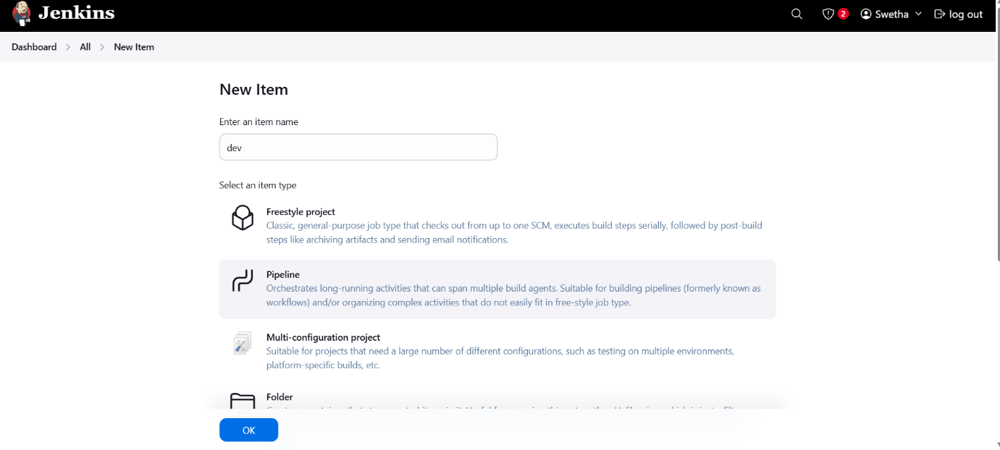 Jenkins
2
Swetha
log out
Dashboard
All
New Item
New Item
Enter an item name
dev
Select an item type
Freestyle project
Classic, general-purpose job type that checks out from up to one SCM, executes build steps serially, followed by post-build
steps like archiving artifacts and sending email notifications.
Pipeline
Orchestrates long-running activities that can span multiple build agents. Suitable for building pipelines (formerly known as
workflows) and/or organizing complex activities that do not easily fit in free-style job type.
Multi-configuration project
Suitable for projects that need a large number of different configurations, such as testing on multiple environments,
platform-specific builds, etc.
Folder
OK